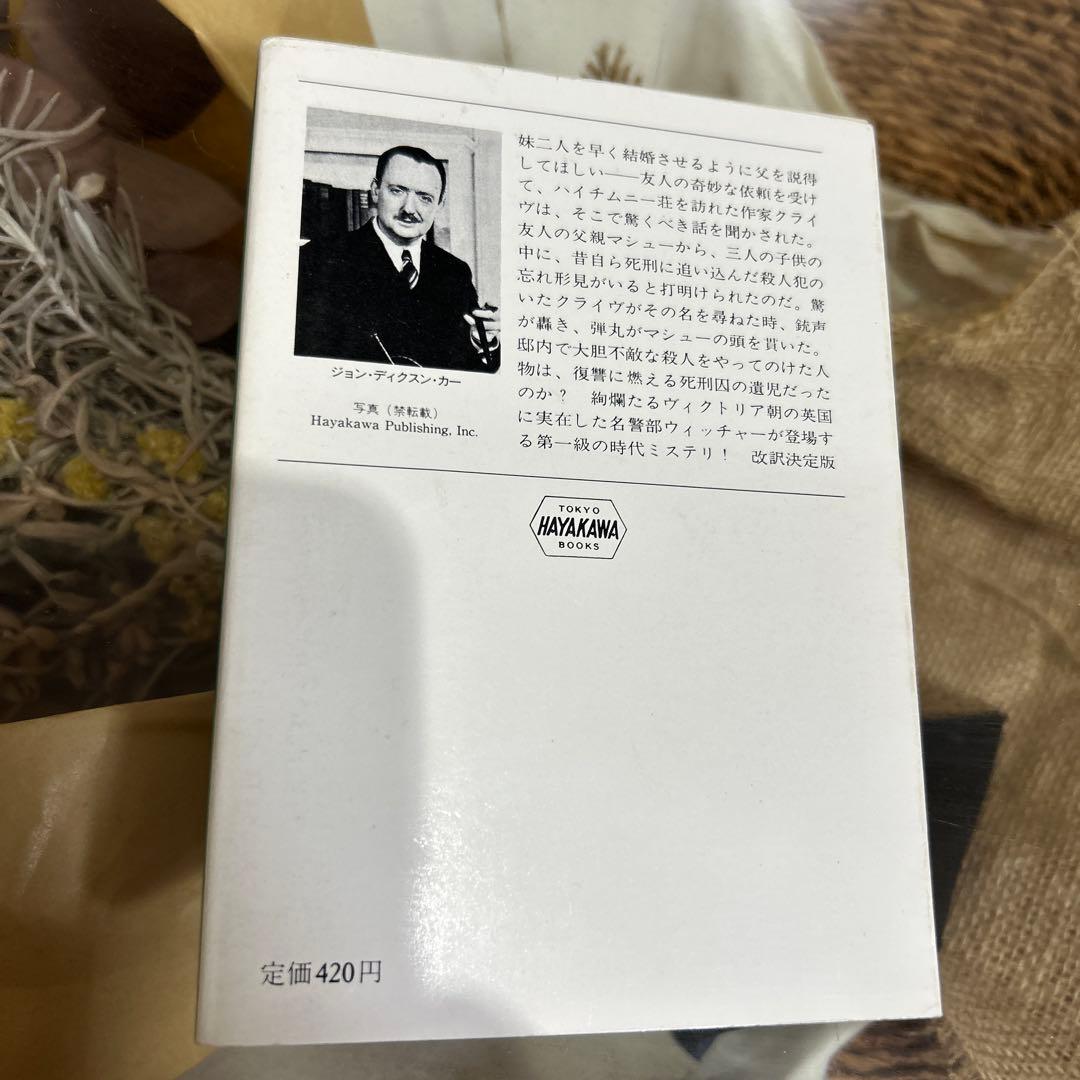 妹二人を早く結婚させるように父を説得
してほしい――友人の奇妙な依頼を受け
て、ハイチムニー荘を訪れた作家クライ
ヴは、そこで驚くべき話を聞かされた。
友人の父親マシューから、三人の子供の
中に、昔自ら死刑に追い込んだ殺人犯の
忘れ形見がいると打明けられたのだ。驚
いたクライヴがその名を尋ねた時、銃声
が轟き、弾丸がマシューの頭を貫いた。
邸内で大胆不敵な殺人をやってのけた人
物は、復讐に燃える死刑囚の遺児だった
のか？　絢爛たるヴィクトリア朝の英国
に実在した名警部ウィッチャーが登場す
る第一級の時代ミステリ！　改訳決定版
ジョン・ディクスン・カー
写真（禁転載）
Hayakawa Publishing, Inc.
TOKYO
HAYAKAWA
BOOKS
定価420円